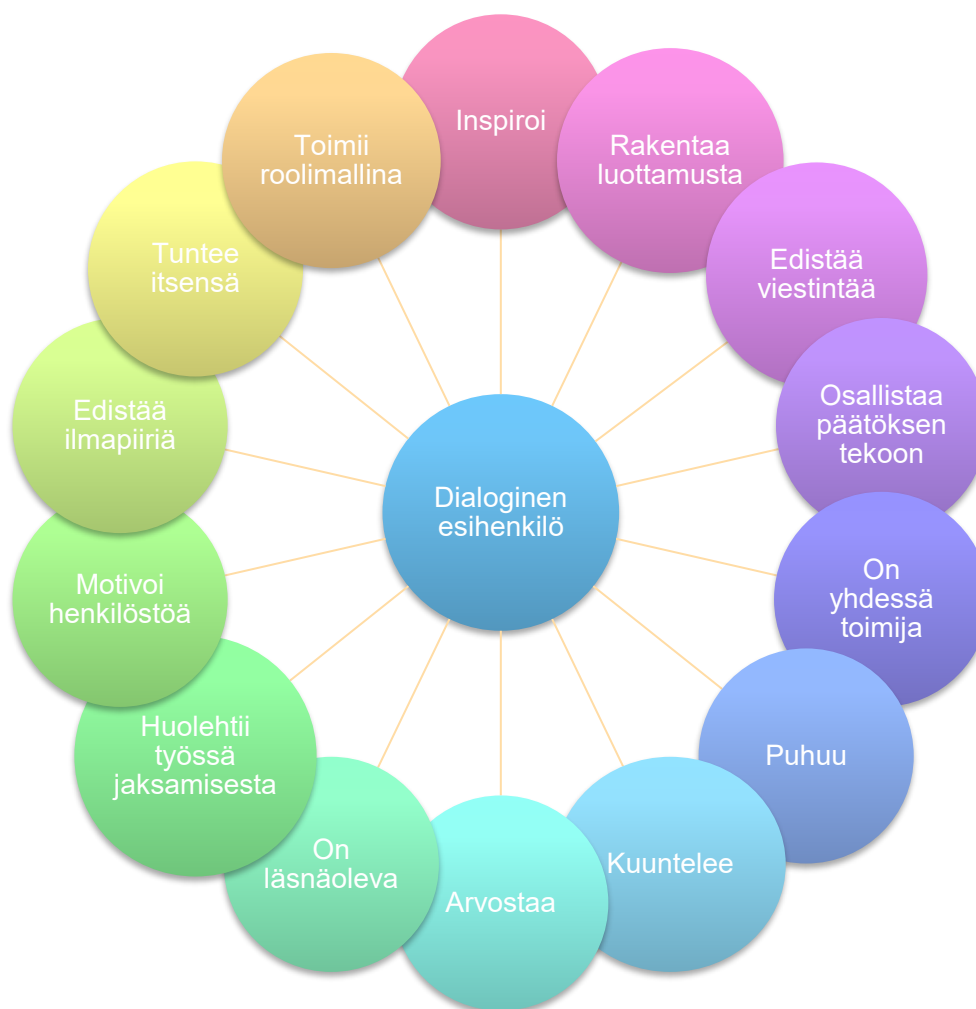 Inspiroi
Rakentaa
luottamusta
Edistää
viestintää
Osallistaa
päätöksen
tekoon
On
yhdessä
toimija
Puhuu
Kuuntelee
Arvostaa
On
läsnäoleva
Huolehtii
työssä
jaksamisesta
Motivoi
henkilöstöä
Edistää
ilmapiiriä
Tuntee
itsensä
Toimii
roolimallina
Dialoginen
esihenkilö